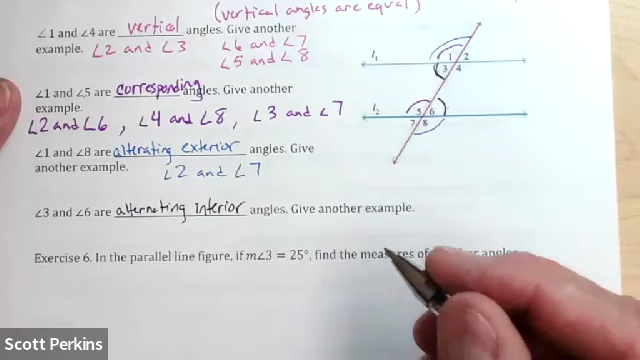 (vertical angles are equal)
∠1 and ∠4 are vertical angles. Give another
example. ∠2 and ∠3 ∠6 and ∠7
∠5 and ∠8
∠1 and ∠5 are corresponding angles. Give another
example.
∠2 and ∠6 , ∠4 and ∠8 , ∠3 and ∠7
∠1 and ∠8 are alterating exterior angles. Give
another example. ∠2 and ∠7
∠3 and ∠6 are alternating interior angles. Give another example.
Exercise 6. In the parallel line figure, if m∠3 = 25°, find the measures of angles
l₁
1 2
3 4
l₂
5 6
7 8
Scott Perkins